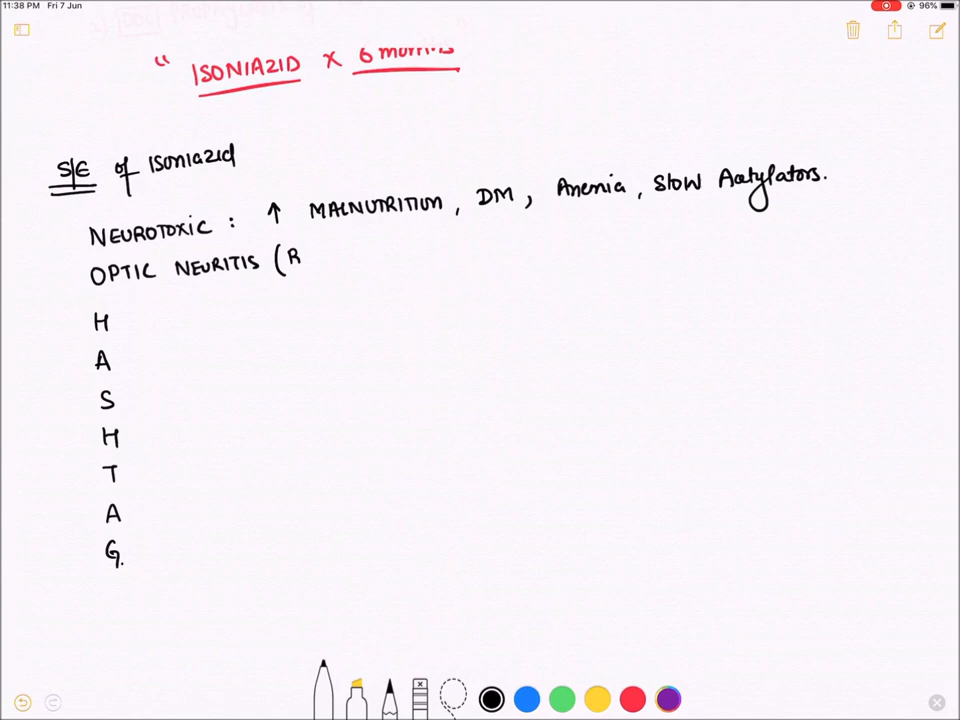 11:38 PM Fri 7 Jun
96%
" ISONIAZID x 6 months
S/E of Isoniazid
NEUROTOXIC : ↑ MALNUTRITION, DM, Anemia, Slow Acetylators.
OPTIC NEURITIS (R
H
A
S
H
T
A
G.